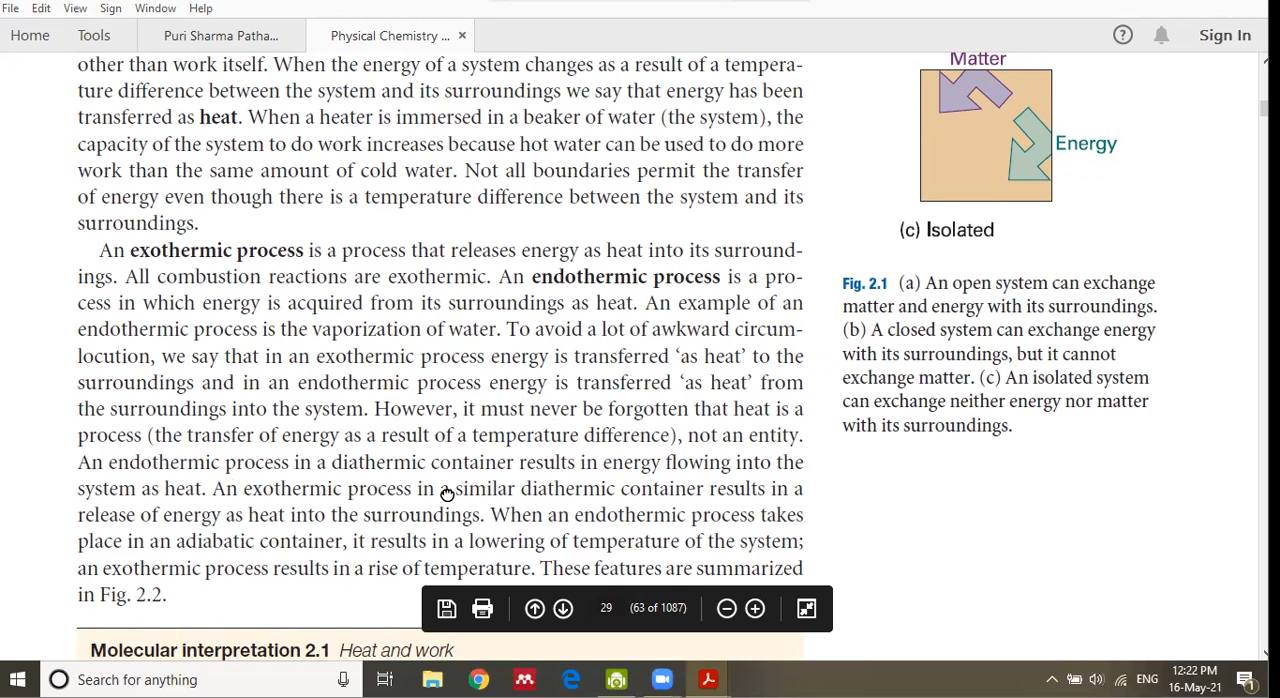 File Edit View Sign Window Help
Home Tools Puri Sharma Patha... Physical Chemistry ... × ? Sign In
other than work itself. When the energy of a system changes as a result of a tempera-
ture difference between the system and its surroundings we say that energy has been
transferred as heat. When a heater is immersed in a beaker of water (the system), the
capacity of the system to do work increases because hot water can be used to do more
work than the same amount of cold water. Not all boundaries permit the transfer
of energy even though there is a temperature difference between the system and its
surroundings.
An exothermic process is a process that releases energy as heat into its surround-
ings. All combustion reactions are exothermic. An endothermic process is a pro-
cess in which energy is acquired from its surroundings as heat. An example of an
endothermic process is the vaporization of water. To avoid a lot of awkward circum-
locution, we say that in an exothermic process energy is transferred ‘as heat’ to the
surroundings and in an endothermic process energy is transferred ‘as heat’ from
the surroundings into the system. However, it must never be forgotten that heat is a
process (the transfer of energy as a result of a temperature difference), not an entity.
An endothermic process in a diathermic container results in energy flowing into the
system as heat. An exothermic process in a similar diathermic container results in a
release of energy as heat into the surroundings. When an endothermic process takes
place in an adiabatic container, it results in a lowering of temperature of the system;
an exothermic process results in a rise of temperature. These features are summarized
in Fig. 2.2.
Molecular interpretation 2.1 Heat and work
Matter
Energy
(c) Isolated
Fig. 2.1 (a) An open system can exchange
matter and energy with its surroundings.
(b) A closed system can exchange energy
with its surroundings, but it cannot
exchange matter. (c) An isolated system
can exchange neither energy nor matter
with its surroundings.
29 (63 of 1087)
Search for anything
ENG
12:22 PM
16-May-21
1